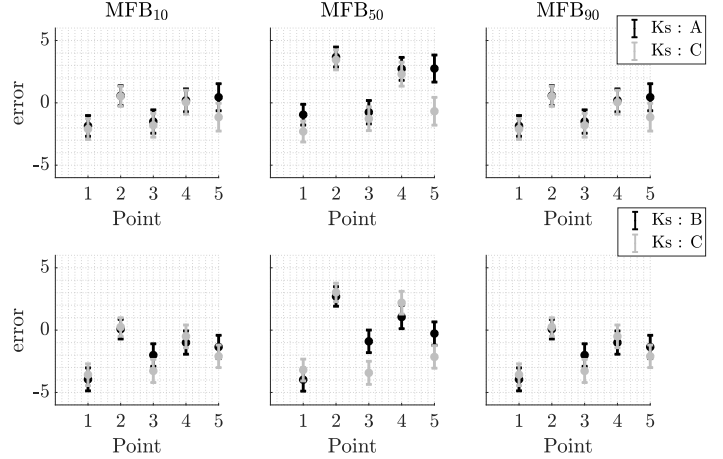 MFB10 MFB50 MFB90
Ks : A
Ks : C
error
5
0
-5
1 2 3 4 5 1 2 3 4 5 1 2 3 4 5
Point Point Point
Ks : B
Ks : C
error
5
0
-5
1 2 3 4 5 1 2 3 4 5 1 2 3 4 5
Point Point Point